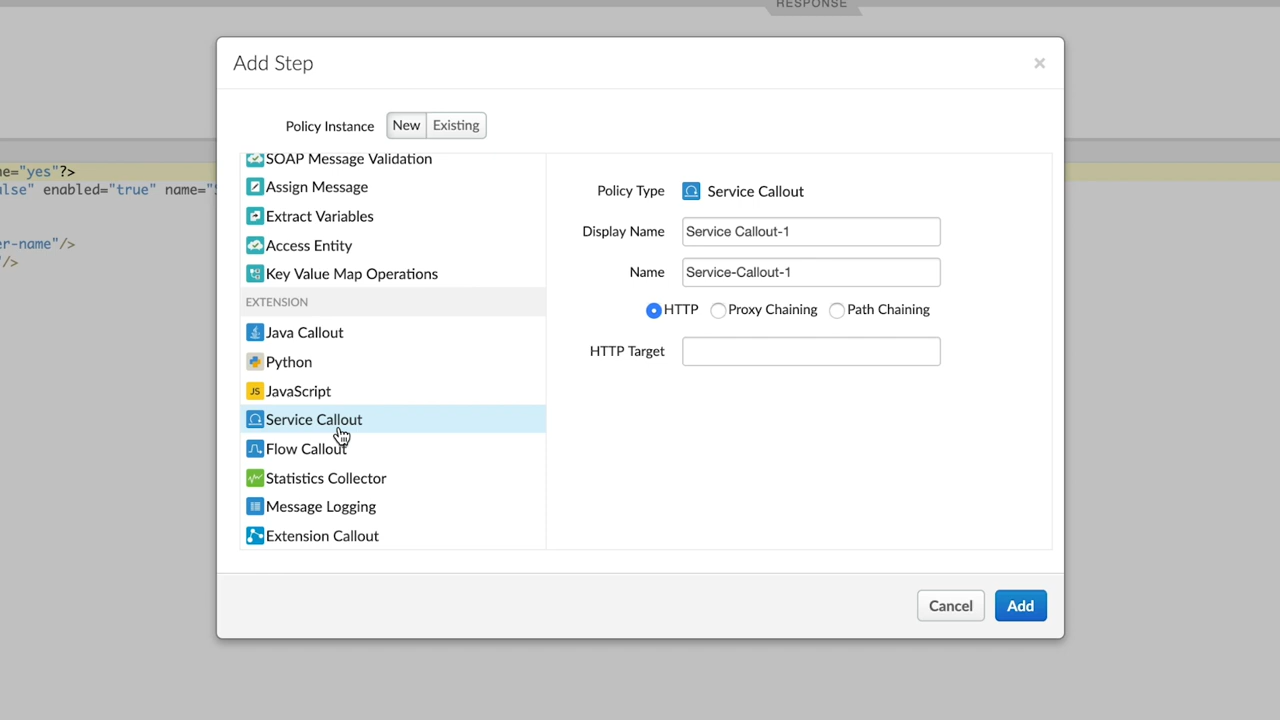 RESPONSE
Add Step
×
Policy Instance New Existing
SOAP Message Validation
Assign Message
Extract Variables
Access Entity
Key Value Map Operations
EXTENSION
Java Callout
Python
JS JavaScript
Service Callout
Flow Callout
Statistics Collector
Message Logging
Extension Callout
Policy Type Service Callout
Display Name Service Callout-1
Name Service-Callout-1
HTTP Proxy Chaining Path Chaining
HTTP Target
Cancel Add
ne="yes"?>
alse" enabled="true" name="
er-name"/>
"/>